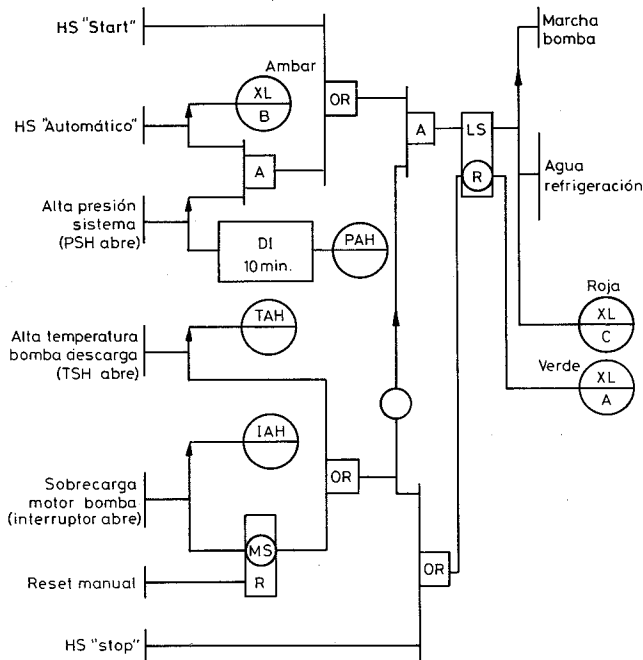 HS "Start"
Marcha
bomba
Ambar
XL
B
OR
HS "Automático"
A
A
LS
R
Agua
refrigeración
Alta presión
sistema
(PSH abre)
DI
10 min.
PAH
Roja
XL
C
TAH
Alta temperatura
bomba descarga
(TSH abre)
Verde
XL
A
IAH
OR
Sobrecarga
motor bomba
(interruptor abre)
MS
R
OR
Reset manual
HS "stop"